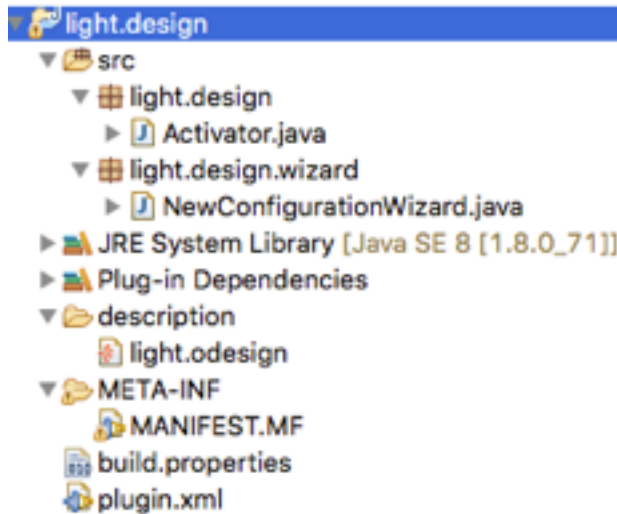 light.design
src
light.design
Activator.java
light.design.wizard
NewConfigurationWizard.java
JRE System Library [Java SE 8 [1.8.0_71]]
Plug-in Dependencies
description
light.odesign
META-INF
MANIFEST.MF
build.properties
plugin.xml